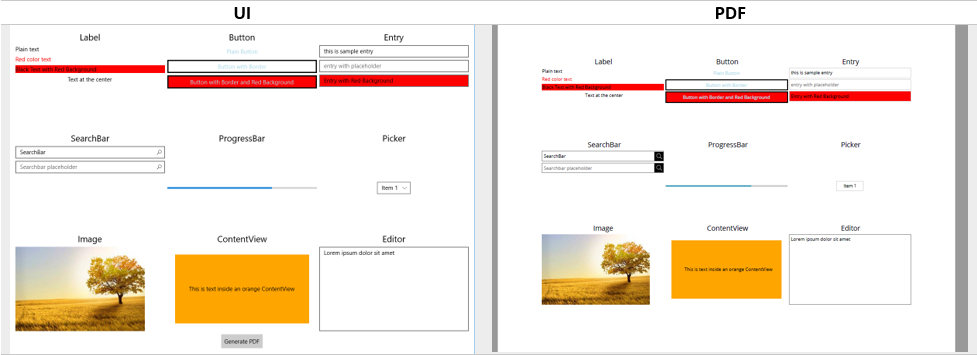 UI
PDF
Label
Button
Entry
Plain text
Plain Button
this is sample entry
Red color text
Button with Border
entry with placeholder
Black Text with Red Background
Button with Border and Red Background
Entry with Red Background
Text at the center
SearchBar
ProgressBar
Picker
SearchBar
Searchbar placeholder
Item 1
Image
ContentView
Editor
Lorem ipsum dolor sit amet
This is text inside an orange ContentView
Generate PDF
Label
Button
Entry
Plain text
Plain Button
this is sample entry
Red color text
Button with Border
entry with placeholder
Black Text with Red Background
Button with Border and Red Background
Entry with Red Background
Text at the center
SearchBar
ProgressBar
Picker
SearchBar
Searchbar placeholder
Item 1
Image
ContentView
Editor
Lorem ipsum dolor sit amet
This is text inside an orange ContentView